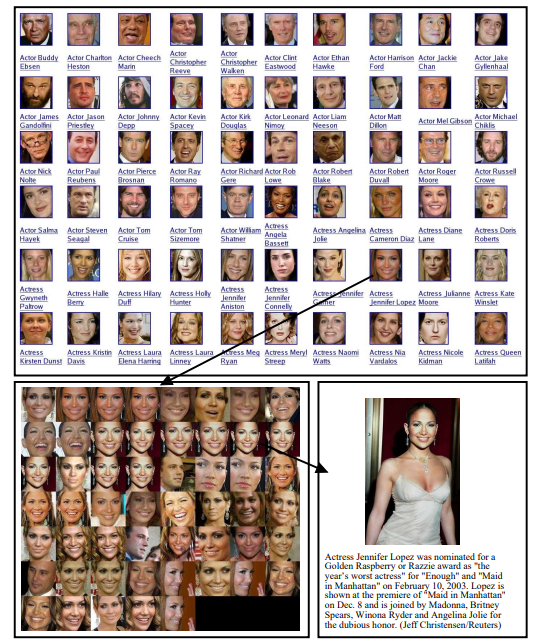 Actor Buddy Ebsen
Actor Charlton Heston
Actor Cheech Marin
Actor Christopher Reeve
Actor Christopher Walken
Actor Clint Eastwood
Actor Ethan Hawke
Actor Harrison Ford
Actor Jackie Chan
Actor Jake Gyllenhaal
Actor James Gandolfini
Actor Jason Priestley
Actor Johnny Depp
Actor Kevin Spacey
Actor Kirk Douglas
Actor Leonard Nimoy
Actor Liam Neeson
Actor Matt Dillon
Actor Mel Gibson
Actor Michael Chiklis
Actor Nick Nolte
Actor Paul Reubens
Actor Pierce Brosnan
Actor Ray Romano
Actor Richard Gere
Actor Rob Lowe
Actor Robert Blake
Actor Robert Duvall
Actor Roger Moore
Actor Russell Crowe
Actor Salma Hayek
Actor Steven Seagal
Actor Tom Cruise
Actor Tom Sizemore
Actor William Shatner
Actress Angela Bassett
Actress Angelina Jolie
Actress Cameron Diaz
Actress Diane Lane
Actress Doris Roberts
Actress Gwyneth Paltrow
Actress Halle Berry
Actress Hilary Duff
Actress Holly Hunter
Actress Jennifer Aniston
Actress Jennifer Connelly
Actress Jennifer Garner
Actress Jennifer Lopez
Actress Julianne Moore
Actress Kate Winslet
Actress Kirsten Dunst
Actress Kristin Davis
Actress Laura Elena Harring
Actress Laura Linney
Actress Meg Ryan
Actress Meryl Streep
Actress Naomi Watts
Actress Nia Vardalos
Actress Nicole Kidman
Actress Queen Latifah
Actress Jennifer Lopez was nominated for a
Golden Raspberry or Razzie award as "the
year's worst actress" for "Enough" and "Maid
in Manhattan" on February 10, 2003. Lopez is
shown at the premiere of "Maid in Manhattan"
on Dec. 8 and is joined by Madonna, Britney
Spears, Winona Ryder and Angelina Jolie for
the dubious honor. (Jeff Christensen/Reuters)